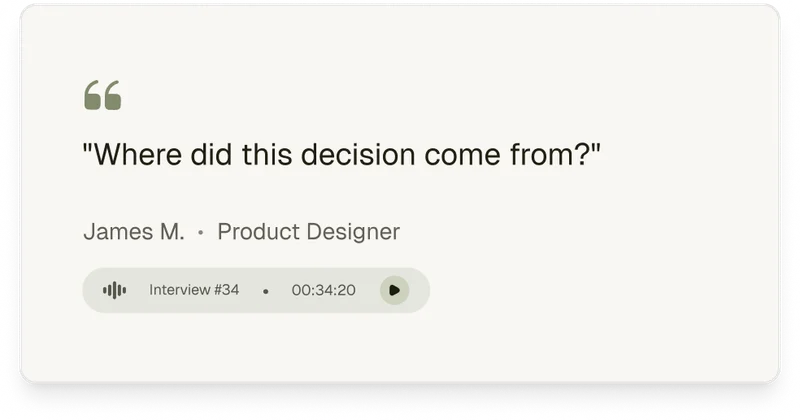 "Where did this decision come from?"
James M. • Product Designer
Interview #34 • 00:34:20